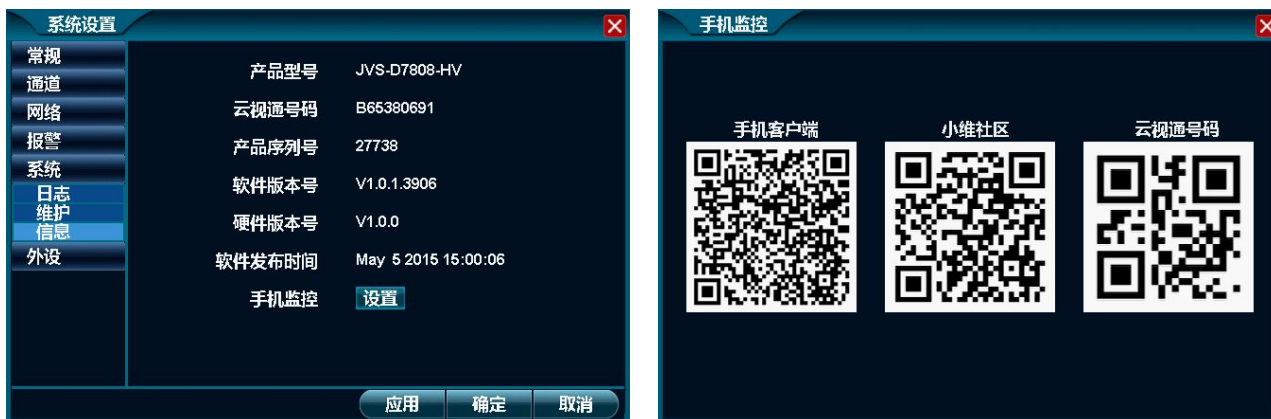 系统设置
常规
通道
网络
报警
系统
日志
维护
信息
外设
产品型号 JVS-D7808-HV
云视通号码 B65380691
产品序列号 27738
软件版本号 V1.0.1.3906
硬件版本号 V1.0.0
软件发布时间 May 5 2015 15:00:06
手机监控 设置
应用 确定 取消
手机监控
手机客户端 小维社区 云视通号码